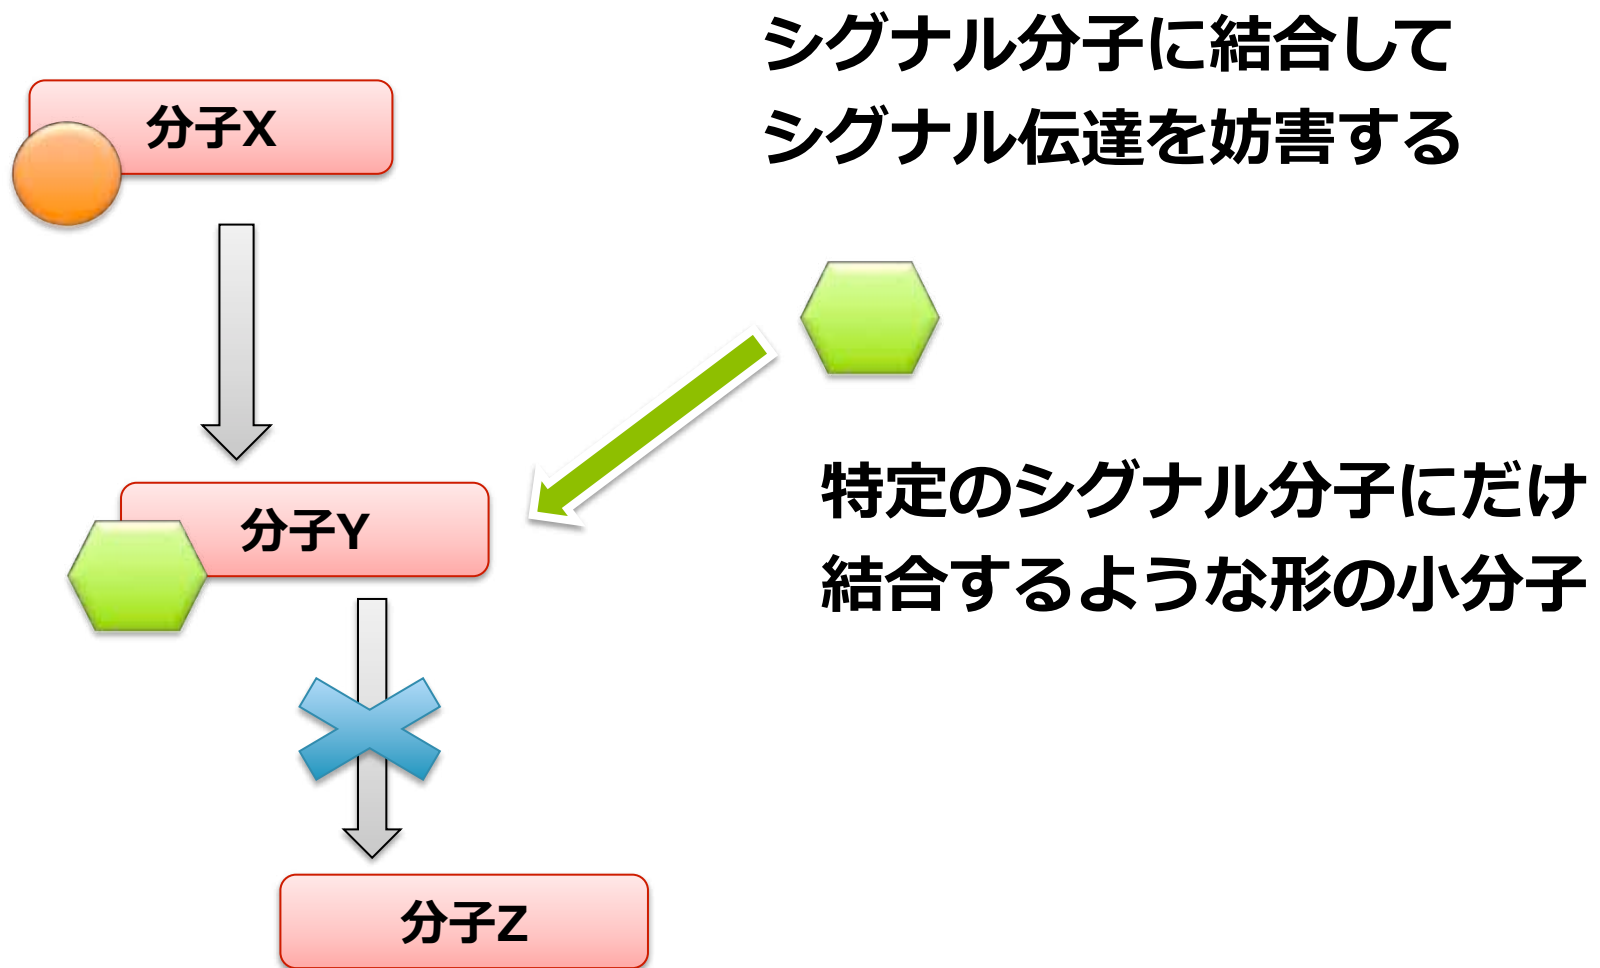 シグナル分子に結合して
シグナル伝達を妨害する
分子X
特定のシグナル分子にだけ
結合するような形の小分子
分子Y
分子Z